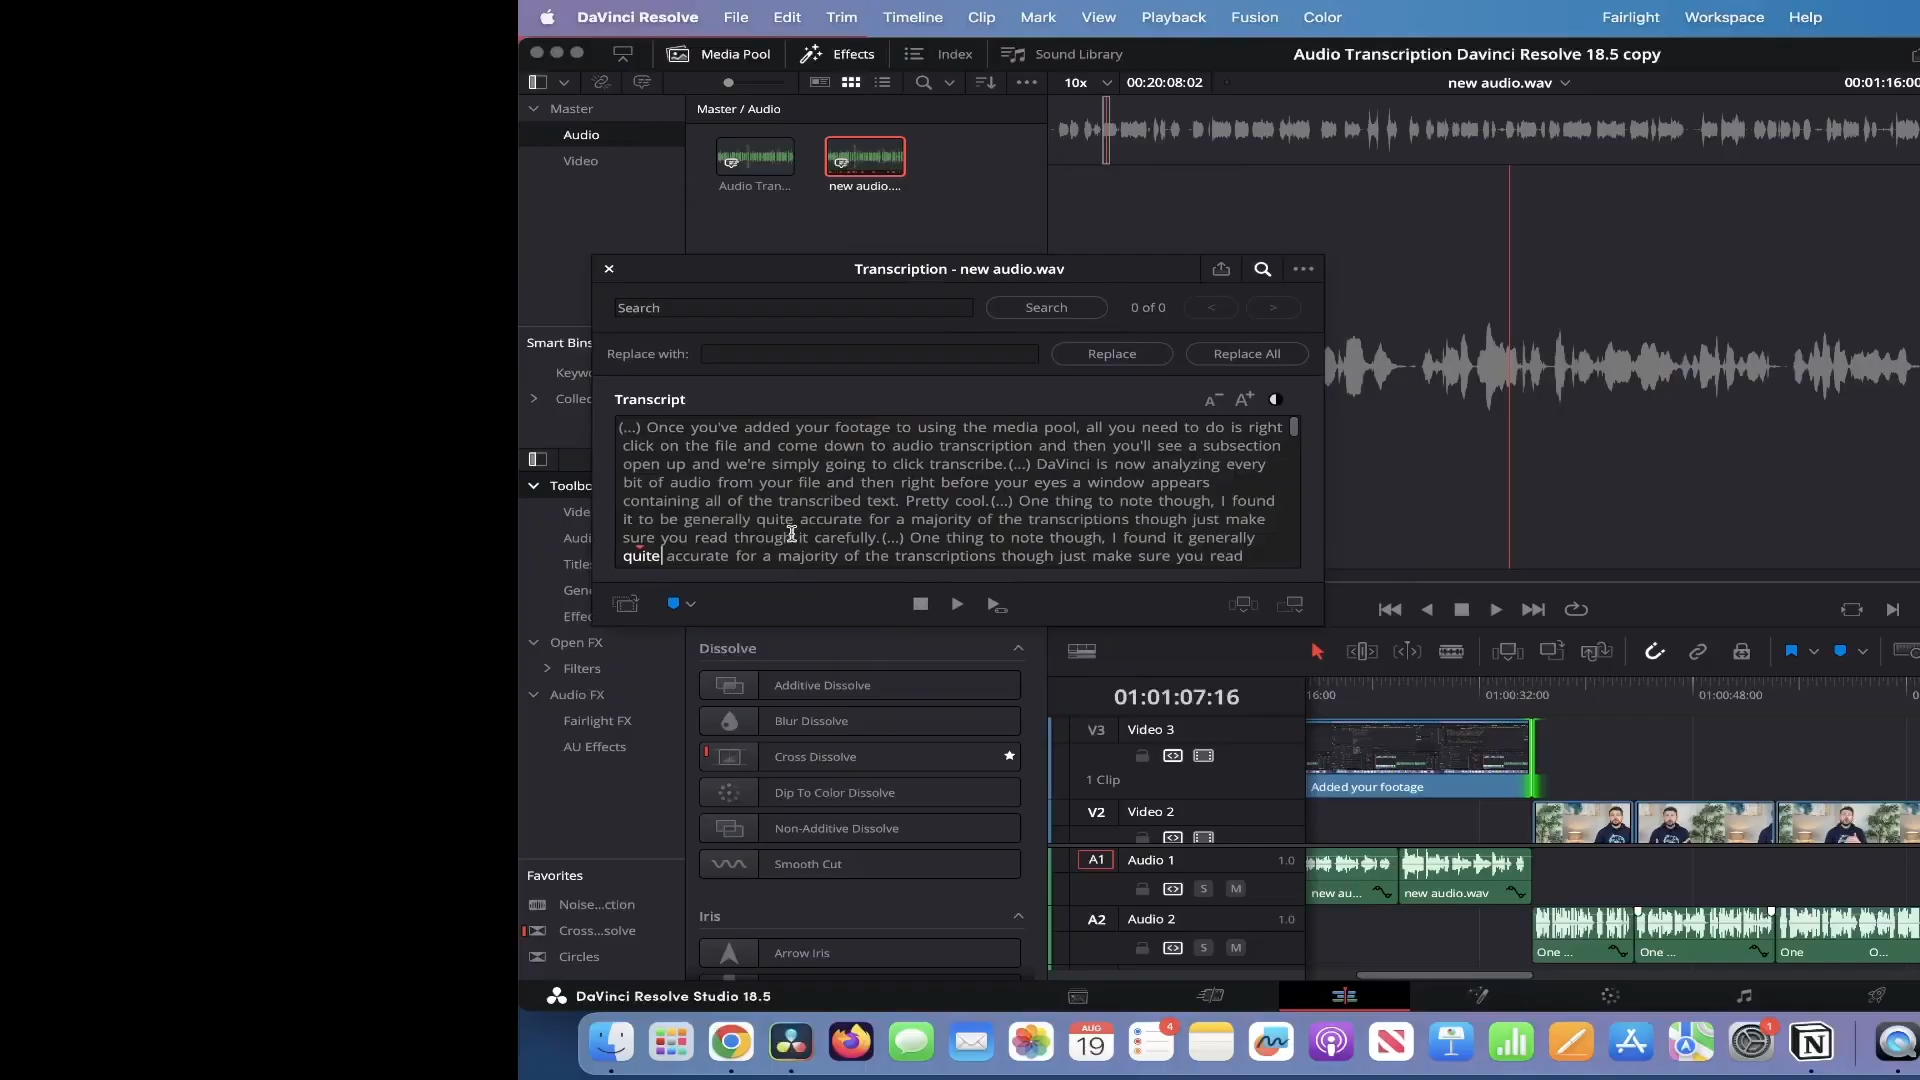 DaVinci Resolve File Edit Trim Timeline Clip Mark View Playback Fusion Color Fairlight Workspace Help
Media Pool Effects Index Sound Library Audio Transcription Davinci Resolve 18.5 copy
10x 00:20:08:02 new audio.wav 00:01:16:00
Master
Master / Audio
Audio
Video
Audio Tran...
new audio....
Transcription - new audio.wav
Search Search 0 of 0 < >
Smart Bins
Replace with: Replace Replace All
Keywo
Collec
Transcript A− A+
(...) Once you've added your footage to using the media pool, all you need to do is right
click on the file and come down to audio transcription and then you'll see a subsection
open up and we're simply going to click transcribe. (...) DaVinci is now analyzing every
bit of audio from your file and then right before your eyes a window appears
containing all of the transcribed text. Pretty cool. (...) One thing to note though, I found
it to be generally quite accurate for a majority of the transcriptions though just make
sure you read through it carefully. (...) One thing to note though, I found it generally
quite accurate for a majority of the transcriptions though just make sure you read
Toolbo
Vide
Audi
Title
Gene
Effec
Open FX
Filters
Audio FX
Fairlight FX
AU Effects
Dissolve
Additive Dissolve
Blur Dissolve
Cross Dissolve
Dip To Color Dissolve
Non-Additive Dissolve
Smooth Cut
Iris
Arrow Iris
Favorites
Noise...ction
Cross...solve
Circles
01:01:07:16
16:00 01:00:32:00 01:00:48:00 0
V3 Video 3
1 Clip
Added your footage
V2 Video 2
A1 Audio 1 1.0
S M
new au... new audio.wav
A2 Audio 2 1.0
S M
One ... One ... One O...
DaVinci Resolve Studio 18.5
AUG
19
4
1